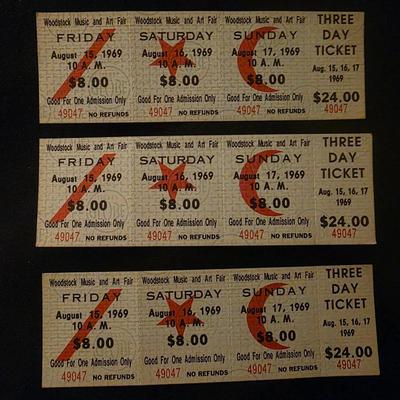 Woodstock Music and Art Fair Woodstock Music and Art Fair Woodstock Music and Art Fair THREE
FRIDAY SATURDAY SUNDAY DAY
August 15, 1969 August 16, 1969 August 17, 1969 TICKET
10 A.M. 10 A.M. 10 A.M. Aug. 15, 16, 17
$8.00 $8.00 $8.00 1969
Good For One Admission Only Good For One Admission Only Good For One Admission Only $24.00
49047 NO REFUNDS 49047 NO REFUNDS 49047 NO REFUNDS 49047
Woodstock Music and Art Fair Woodstock Music and Art Fair Woodstock Music and Art Fair THREE
FRIDAY SATURDAY SUNDAY DAY
August 15, 1969 August 16, 1969 August 17, 1969 TICKET
10 A.M. 10 A.M. 10 A.M. Aug. 15, 16, 17
$8.00 $8.00 $8.00 1969
Good For One Admission Only Good For One Admission Only Good For One Admission Only $24.00
49047 NO REFUNDS 49047 NO REFUNDS 49047 NO REFUNDS 49047
Woodstock Music and Art Fair Woodstock Music and Art Fair Woodstock Music and Art Fair THREE
FRIDAY SATURDAY SUNDAY DAY
August 15, 1969 August 16, 1969 August 17, 1969 TICKET
10 A.M. 10 A.M. 10 A.M. Aug. 15, 16, 17
$8.00 $8.00 $8.00 1969
Good For One Admission Only Good For One Admission Only Good For One Admission Only $24.00
49047 NO REFUNDS 49047 NO REFUNDS 49047 NO REFUNDS 49047